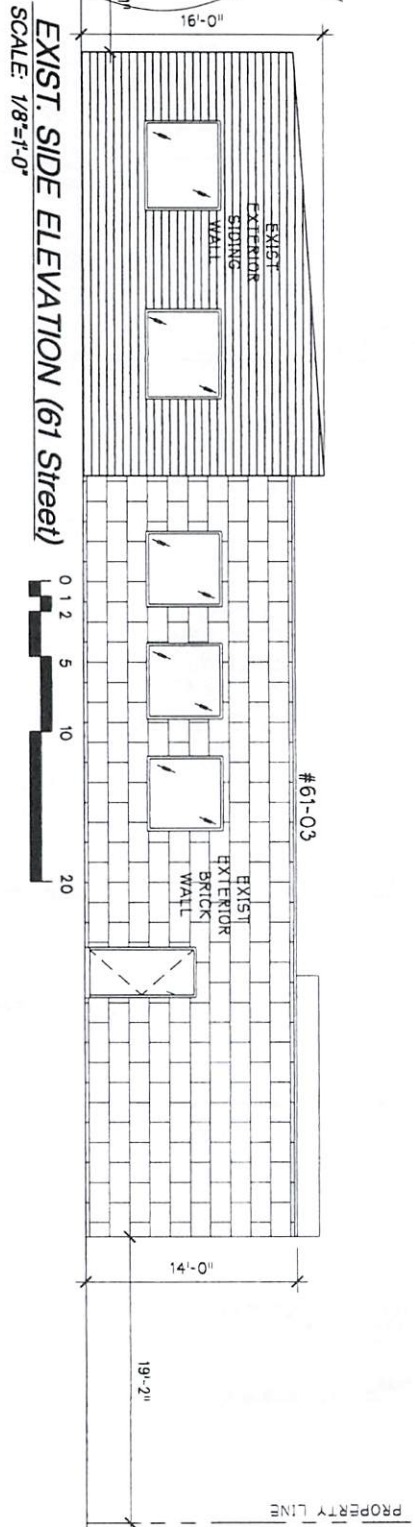 16'-0"
EXIST
EXTERIOR
SIDING
WALL
#61-03
EXIST
EXTERIOR
BRICK
WALL
14'-0"
19'-2"
PROPERTY LINE
EXIST. SIDE ELEVATION (61 Street)
SCALE: 1/8"=1'-0"
0 1 2 5 10 20